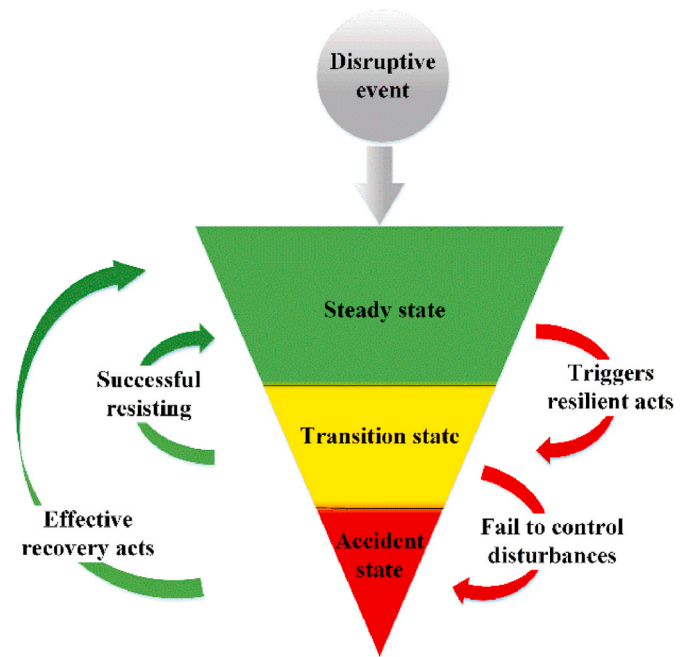 Disruptive
event
Steady state
Successful
resisting
Triggers
resilient acts
Transition state
Effective
recovery acts
Fail to control
disturbances
Accident
state